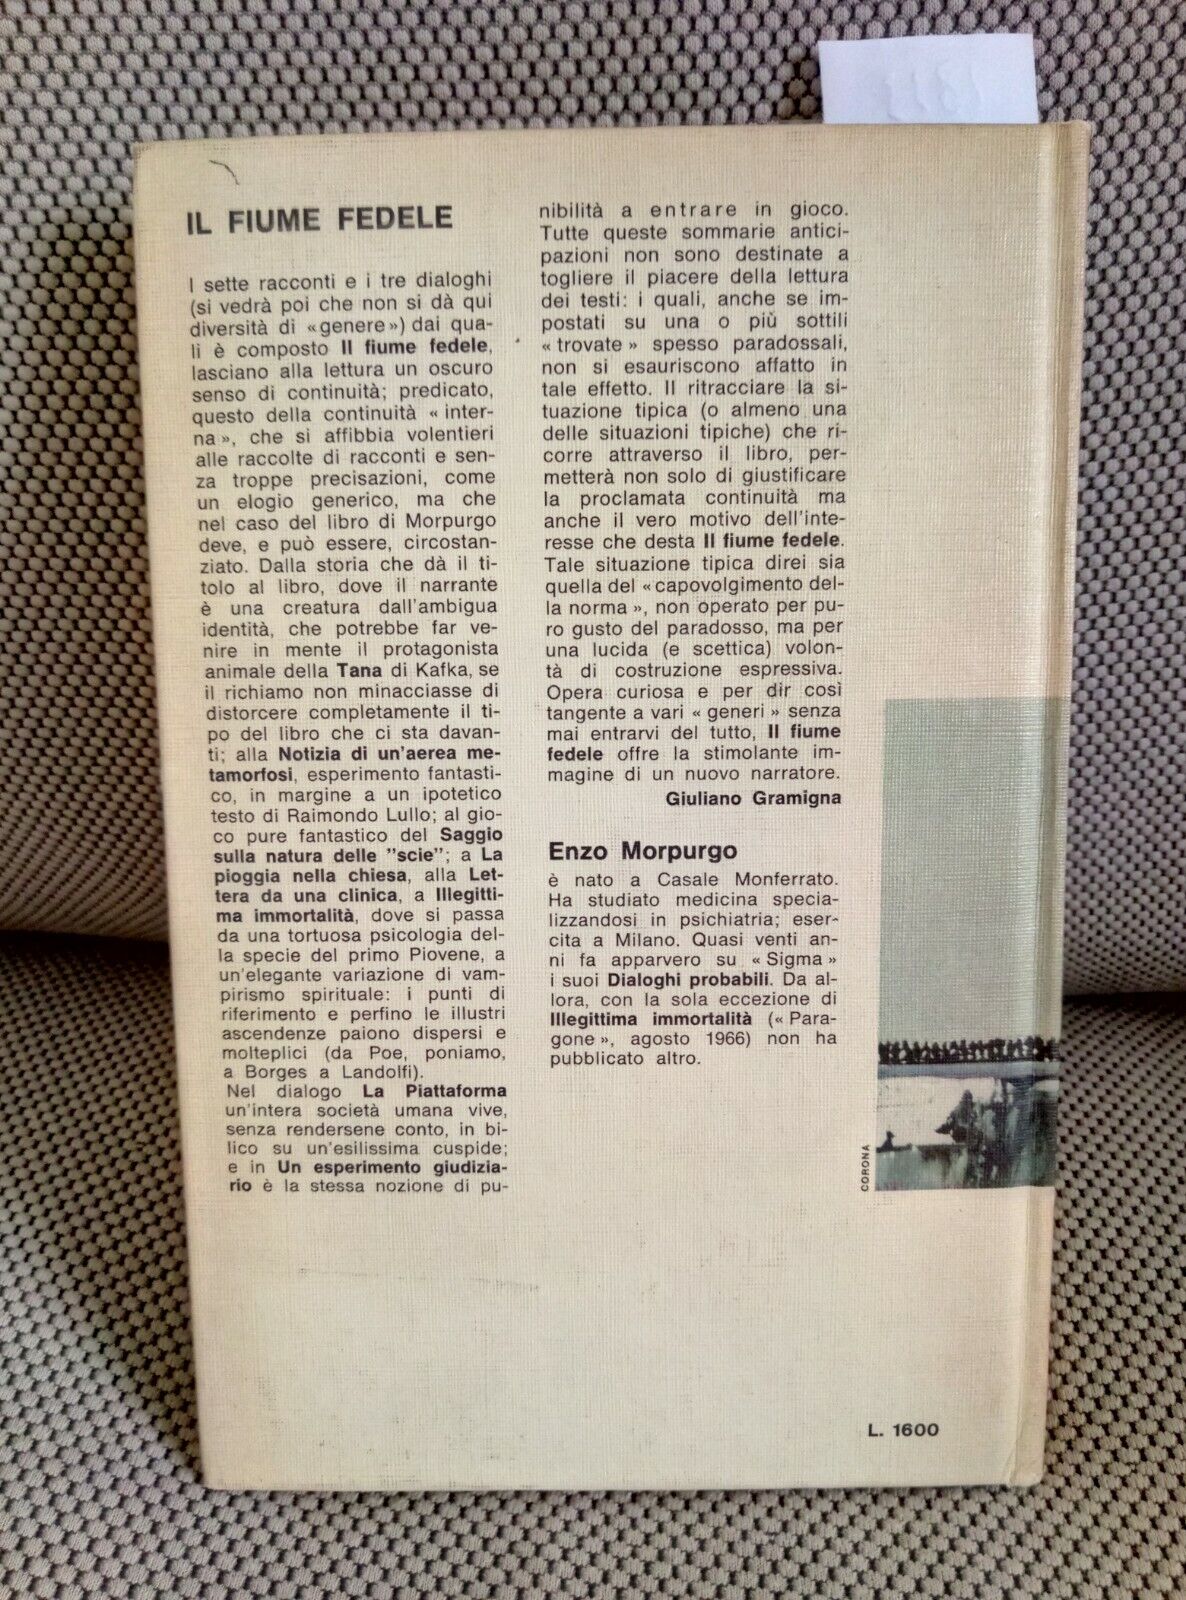 IL FIUME FEDELE
I sette racconti e i tre dialoghi
(si vedrà poi che non si dà qui
diversità di «genere») dai qua-
li è composto Il fiume fedele,
lasciano alla lettura un oscuro
senso di continuità; predicato,
questo della continuità « inter-
na», che si affibbia volentieri
alle raccolte di racconti e sen-
za troppe precisazioni, come
un elogio generico, ma che
nel caso del libro di Morpurgo
deve, e può essere, circostan-
ziato. Dalla storia che dà il ti-
tolo al libro, dove il narrante
è una creatura dall'ambigua
identità, che potrebbe far ve-
nire in mente il protagonista
animale della Tana di Kafka, se
il richiamo non minacciasse di
distorcere completamente il ti-
po del libro che ci sta davan-
ti; alla Notizia di un'aerea me-
tamorfosi, esperimento fantasti-
co, in margine a un ipotetico
testo di Raimondo Lullo; al gio-
co pure fantastico del Saggio
sulla natura delle "scie"; a La
pioggia nella chiesa, alla Let-
tera da una clinica, a Illegitti-
ma immortalità, dove si passa
da una tortuosa psicologia del-
la specie del primo Piovene, a
un'elegante variazione di vam-
pirismo spirituale: i punti di
riferimento e perfino le illustri
ascendenze paiono dispersi e
molteplici (da Poe, poniamo,
a Borges a Landolfi).
Nel dialogo La Piattaforma
un'intera società umana vive,
senza rendersene conto, in bi-
lico su un'esilissima cuspide;
e in Un esperimento giudizia-
rio è la stessa nozione di pu-
nibilità a entrare in gioco.
Tutte queste sommarie antici-
pazioni non sono destinate a
togliere il piacere della lettura
dei testi: i quali, anche se im-
postati su una o più sottili
« trovate » spesso paradossali,
non si esauriscono affatto in
tale effetto. Il ritracciare la si-
tuazione tipica (o almeno una
delle situazioni tipiche) che ri-
corre attraverso il libro, per-
metterà non solo di giustificare
la proclamata continuità ma
anche il vero motivo dell'inte-
resse che desta Il fiume fedele.
Tale situazione tipica direi sia
quella del «capovolgimento del-
la norma », non operato per pu-
ro gusto del paradosso, ma per
una lucida (e scettica) volon-
tà di costruzione espressiva.
Opera curiosa e per dir così
tangente a vari « generi » senza
mai entrarvi del tutto, Il fiume
fedele offre la stimolante im-
magine di un nuovo narratore.
Giuliano Gramigna
Enzo Morpurgo
è nato a Casale Monferrato.
Ha studiato medicina specia-
lizzandosi in psichiatria; eser-
cita a Milano. Quasi venti an-
ni fa apparvero su « Sigma »
i suoi Dialoghi probabili. Da al-
lora, con la sola eccezione di
Illegittima immortalità (« Para-
gone », agosto 1966) non ha
pubblicato altro.
CORONA
L. 1600